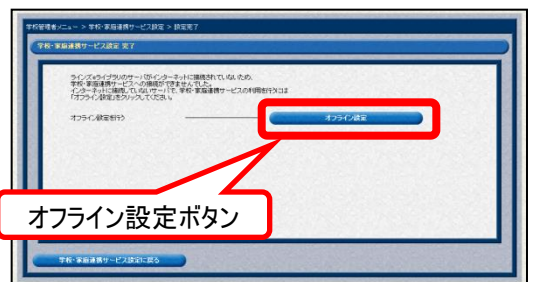 学校管理者メニュー > 学校・家庭連携サービス設定 > 設定完了
学校・家庭連携サービス設定 完了
ラインズeライブラリのサーバがインターネットに接続されていないため、
学校・家庭連携サービスへの接続ができませんでした。
インターネットに接続していないサーバで、学校・家庭連携サービスの利用を行うには
「オフライン設定」をクリックしてください。
オフライン設定を行う
オフライン設定
オフライン設定ボタン
学校・家庭連携サービス設定に戻る